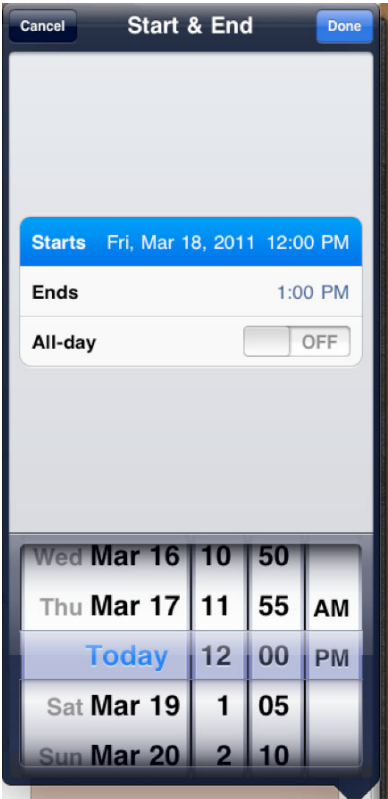 Cancel Start & End Done
Starts Fri, Mar 18, 2011 12:00 PM
Ends 1:00 PM
All-day OFF
Wed Mar 16 10 50
Thu Mar 17 11 55 AM
Today 12 00 PM
Sat Mar 19 1 05
Sun Mar 20 2 10